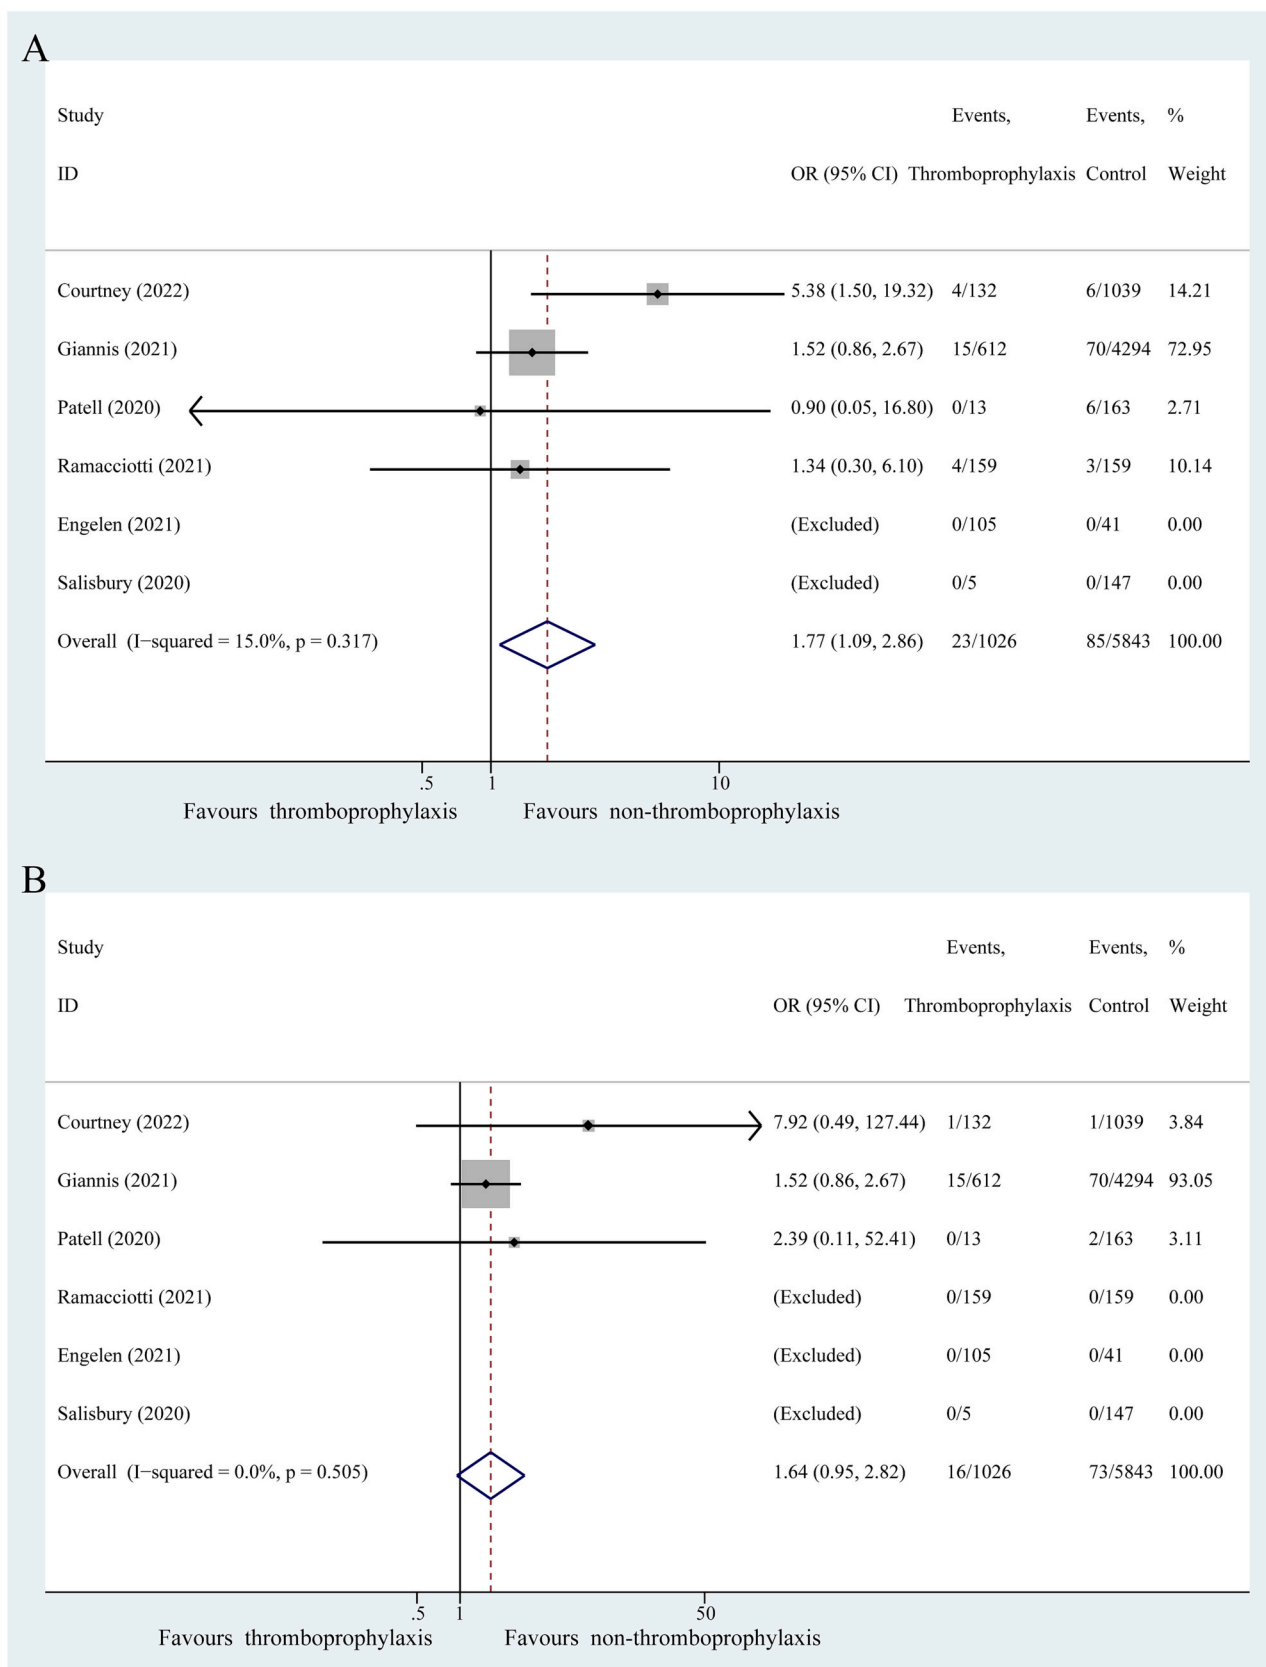 A
Study Events, Events, %
ID OR (95% CI) Thromboprophylaxis Control Weight
Courtney (2022) 5.38 (1.50, 19.32) 4/132 6/1039 14.21
Giannis (2021) 1.52 (0.86, 2.67) 15/612 70/4294 72.95
Patell (2020) 0.90 (0.05, 16.80) 0/13 6/163 2.71
Ramacciotti (2021) 1.34 (0.30, 6.10) 4/159 3/159 10.14
Engelen (2021) (Excluded) 0/105 0/41 0.00
Salisbury (2020) (Excluded) 0/5 0/147 0.00
Overall (I−squared = 15.0%, p = 0.317) 1.77 (1.09, 2.86) 23/1026 85/5843 100.00
.5 1 10
Favours thromboprophylaxis Favours non-thromboprophylaxis
B
Study Events, Events, %
ID OR (95% CI) Thromboprophylaxis Control Weight
Courtney (2022) 7.92 (0.49, 127.44) 1/132 1/1039 3.84
Giannis (2021) 1.52 (0.86, 2.67) 15/612 70/4294 93.05
Patell (2020) 2.39 (0.11, 52.41) 0/13 2/163 3.11
Ramacciotti (2021) (Excluded) 0/159 0/159 0.00
Engelen (2021) (Excluded) 0/105 0/41 0.00
Salisbury (2020) (Excluded) 0/5 0/147 0.00
Overall (I−squared = 0.0%, p = 0.505) 1.64 (0.95, 2.82) 16/1026 73/5843 100.00
.5 1 50
Favours thromboprophylaxis Favours non-thromboprophylaxis